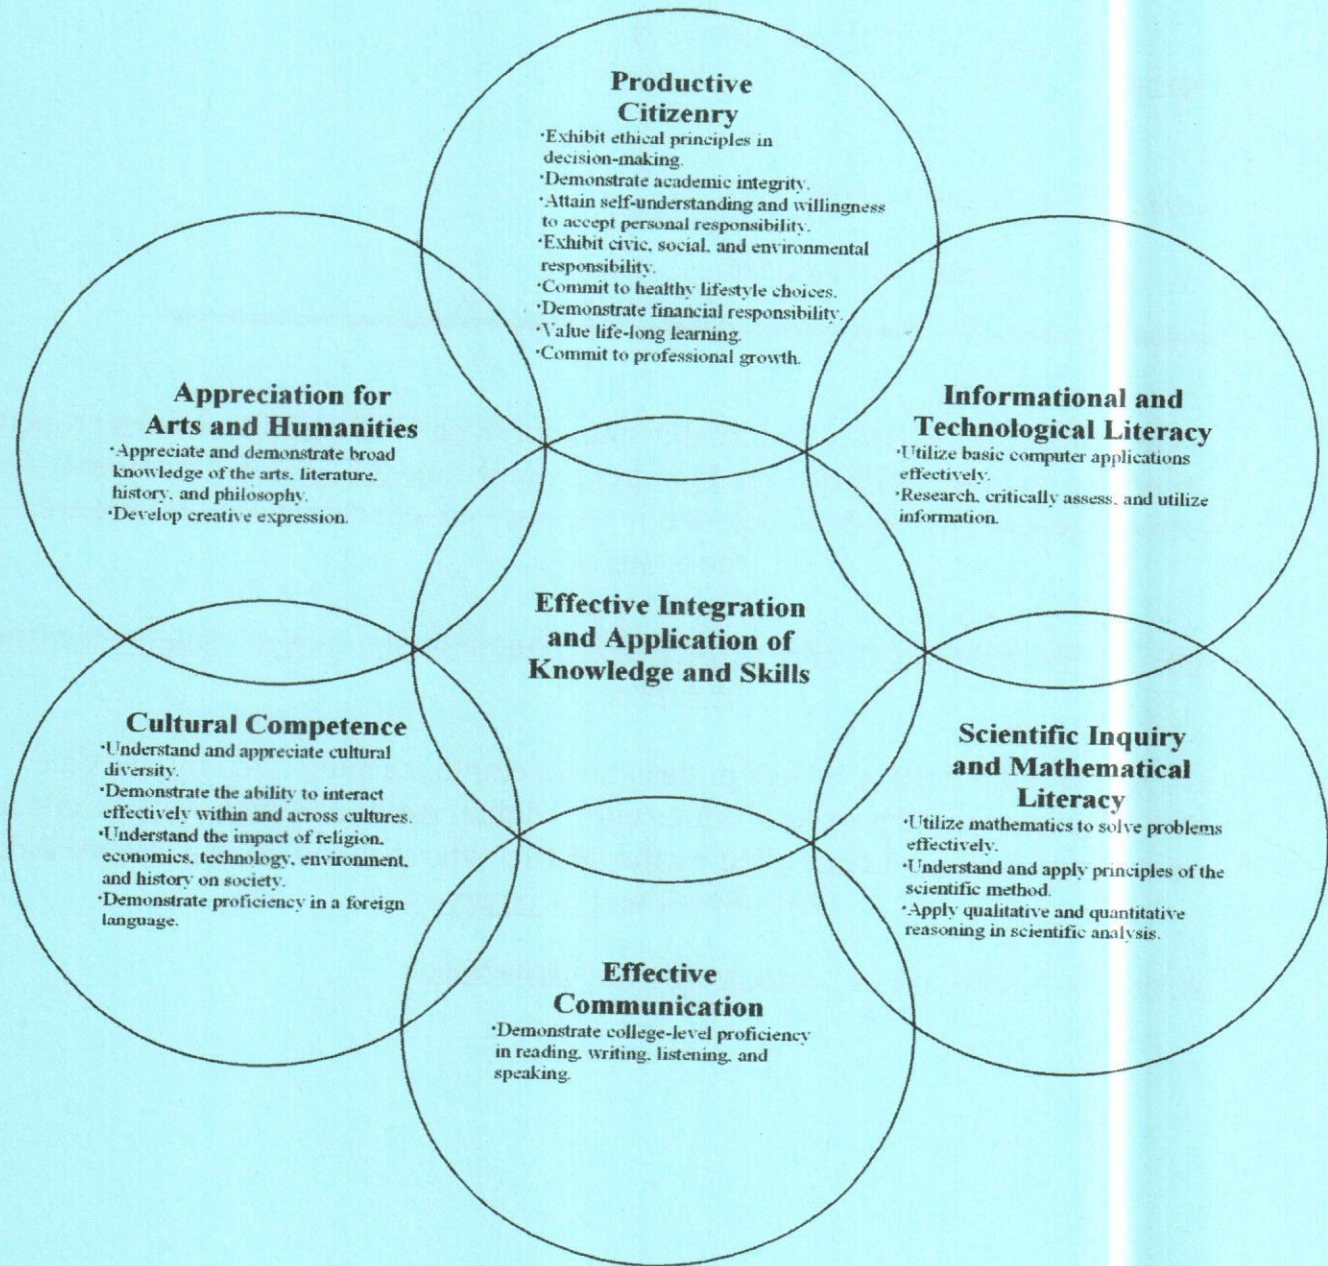 Productive
Citizenry
·Exhibit ethical principles in
decision-making.
·Demonstrate academic integrity.
·Attain self-understanding and willingness
to accept personal responsibility.
·Exhibit civic, social, and environmental
responsibility.
·Commit to healthy lifestyle choices.
·Demonstrate financial responsibility.
·Value life-long learning.
·Commit to professional growth.
Appreciation for
Arts and Humanities
·Appreciate and demonstrate broad
knowledge of the arts, literature,
history, and philosophy.
·Develop creative expression.
Informational and
Technological Literacy
·Utilize basic computer applications
effectively.
·Research, critically assess, and utilize
information.
Effective Integration
and Application of
Knowledge and Skills
Cultural Competence
·Understand and appreciate cultural
diversity.
·Demonstrate the ability to interact
effectively within and across cultures.
·Understand the impact of religion,
economics, technology, environment,
and history on society.
·Demonstrate proficiency in a foreign
language.
Scientific Inquiry
and Mathematical
Literacy
·Utilize mathematics to solve problems
effectively.
·Understand and apply principles of the
scientific method.
·Apply qualitative and quantitative
reasoning in scientific analysis.
Effective
Communication
·Demonstrate college-level proficiency
in reading, writing, listening, and
speaking.